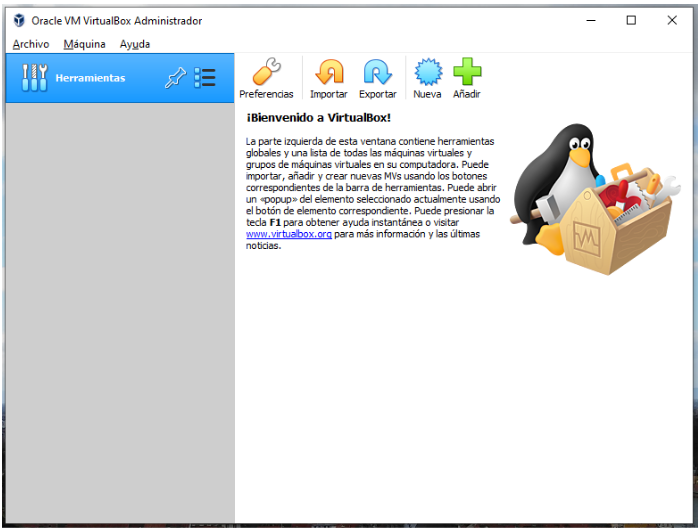 Oracle VM VirtualBox Administrador
Archivo Máquina Ayuda
Herramientas
Preferencias Importar Exportar Nueva Añadir
¡Bienvenido a VirtualBox!
La parte izquierda de esta ventana contiene herramientas
globales y una lista de todas las máquinas virtuales y
grupos de máquinas virtuales en su computadora. Puede
importar, añadir y crear nuevas MVs usando los botones
correspondientes de la barra de herramientas. Puede abrir
un «popup» del elemento seleccionado actualmente usando
el botón de elemento correspondiente. Puede presionar la
tecla F1 para obtener ayuda instantánea o visitar
www.virtualbox.org para más información y las últimas
noticias.